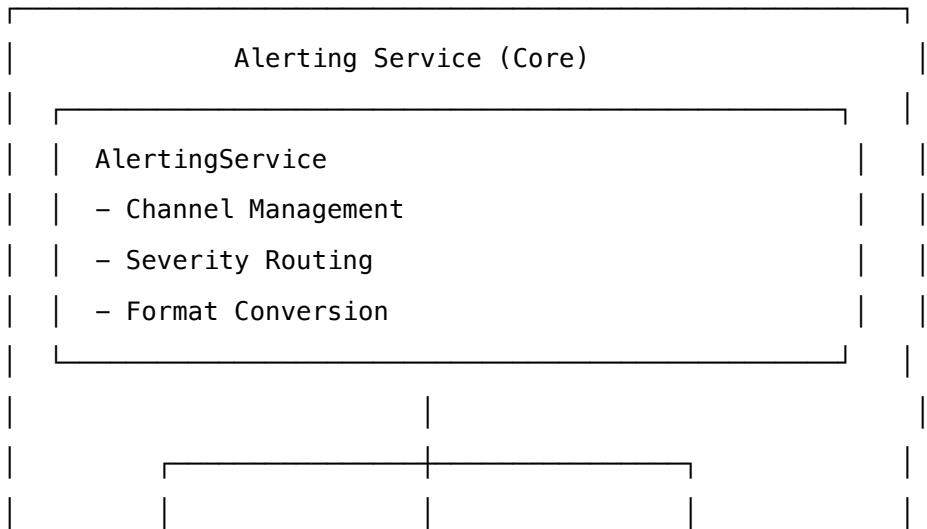 Alerting Service (Core)
AlertingService
- Channel Management
- Severity Routing
- Format Conversion